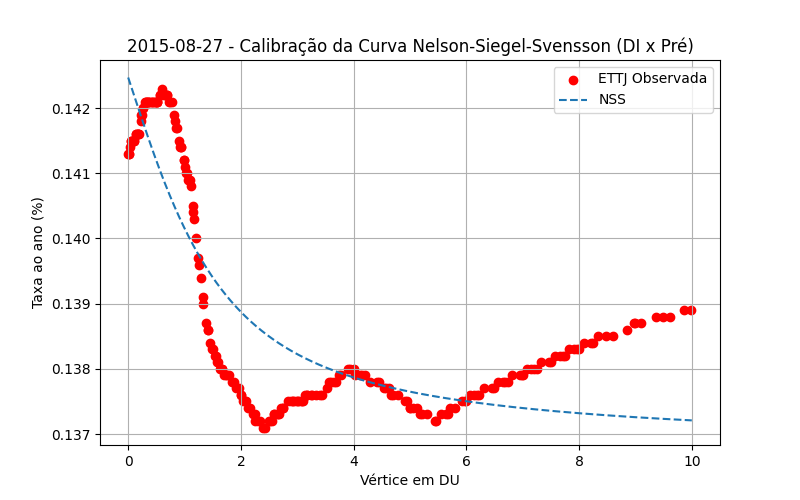 2015-08-27 - Calibração da Curva Nelson-Siegel-Svensson (DI x Pré)
ETTJ Observada
NSS
Taxa ao ano (%)
0.142
0.141
0.140
0.139
0.138
0.137
0 2 4 6 8 10
Vértice em DU